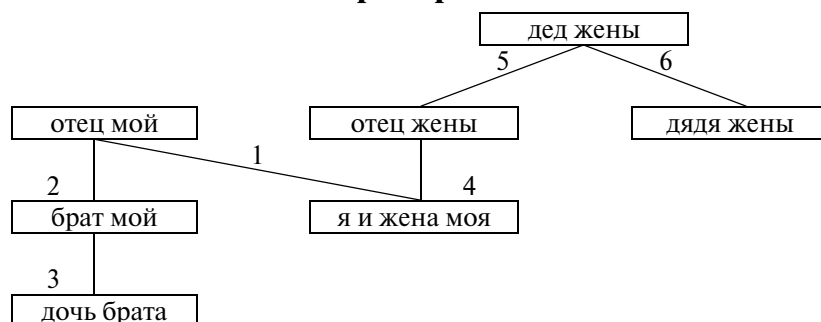 дед жены
5 6
отец мой отец жены дядя жены
1
2 4
брат мой я и жена моя
3
дочь брата